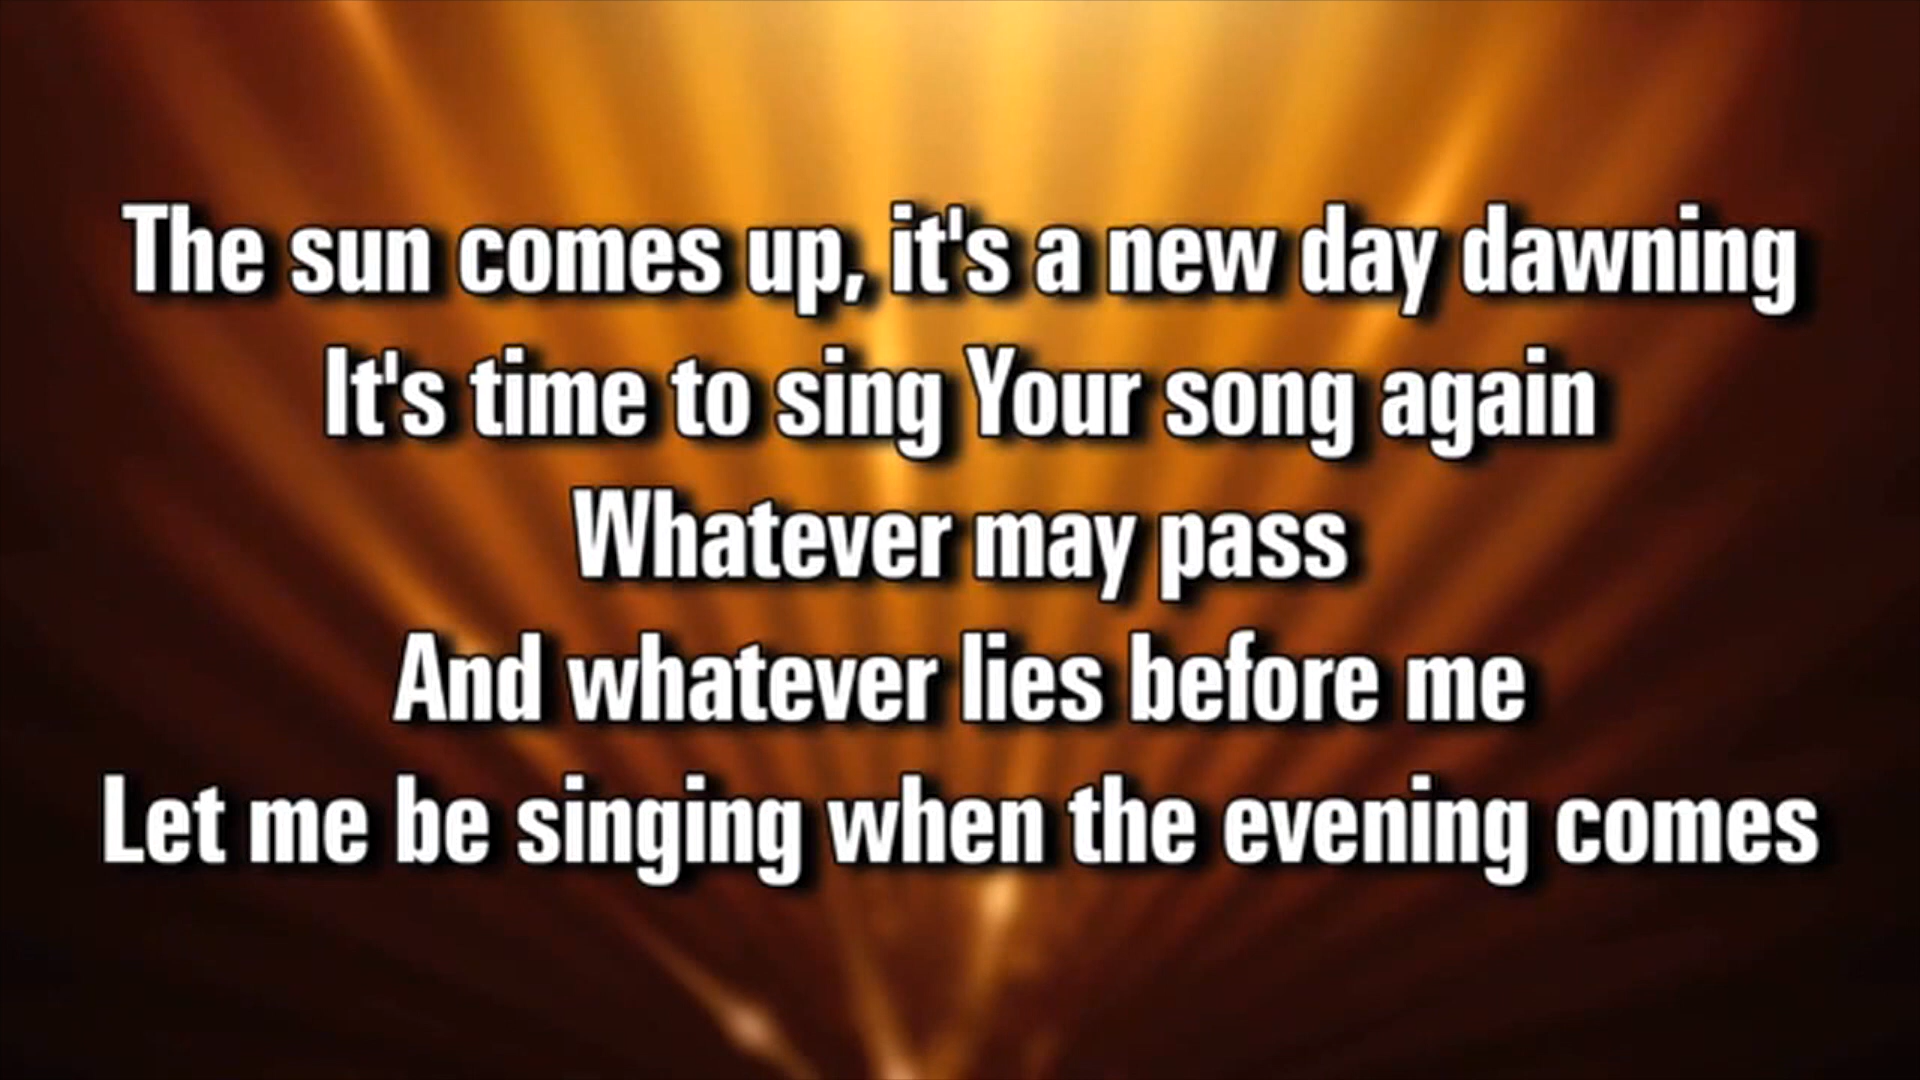 The sun comes up, it's a new day dawning
It's time to sing Your song again
Whatever may pass
And whatever lies before me
Let me be singing when the evening comes